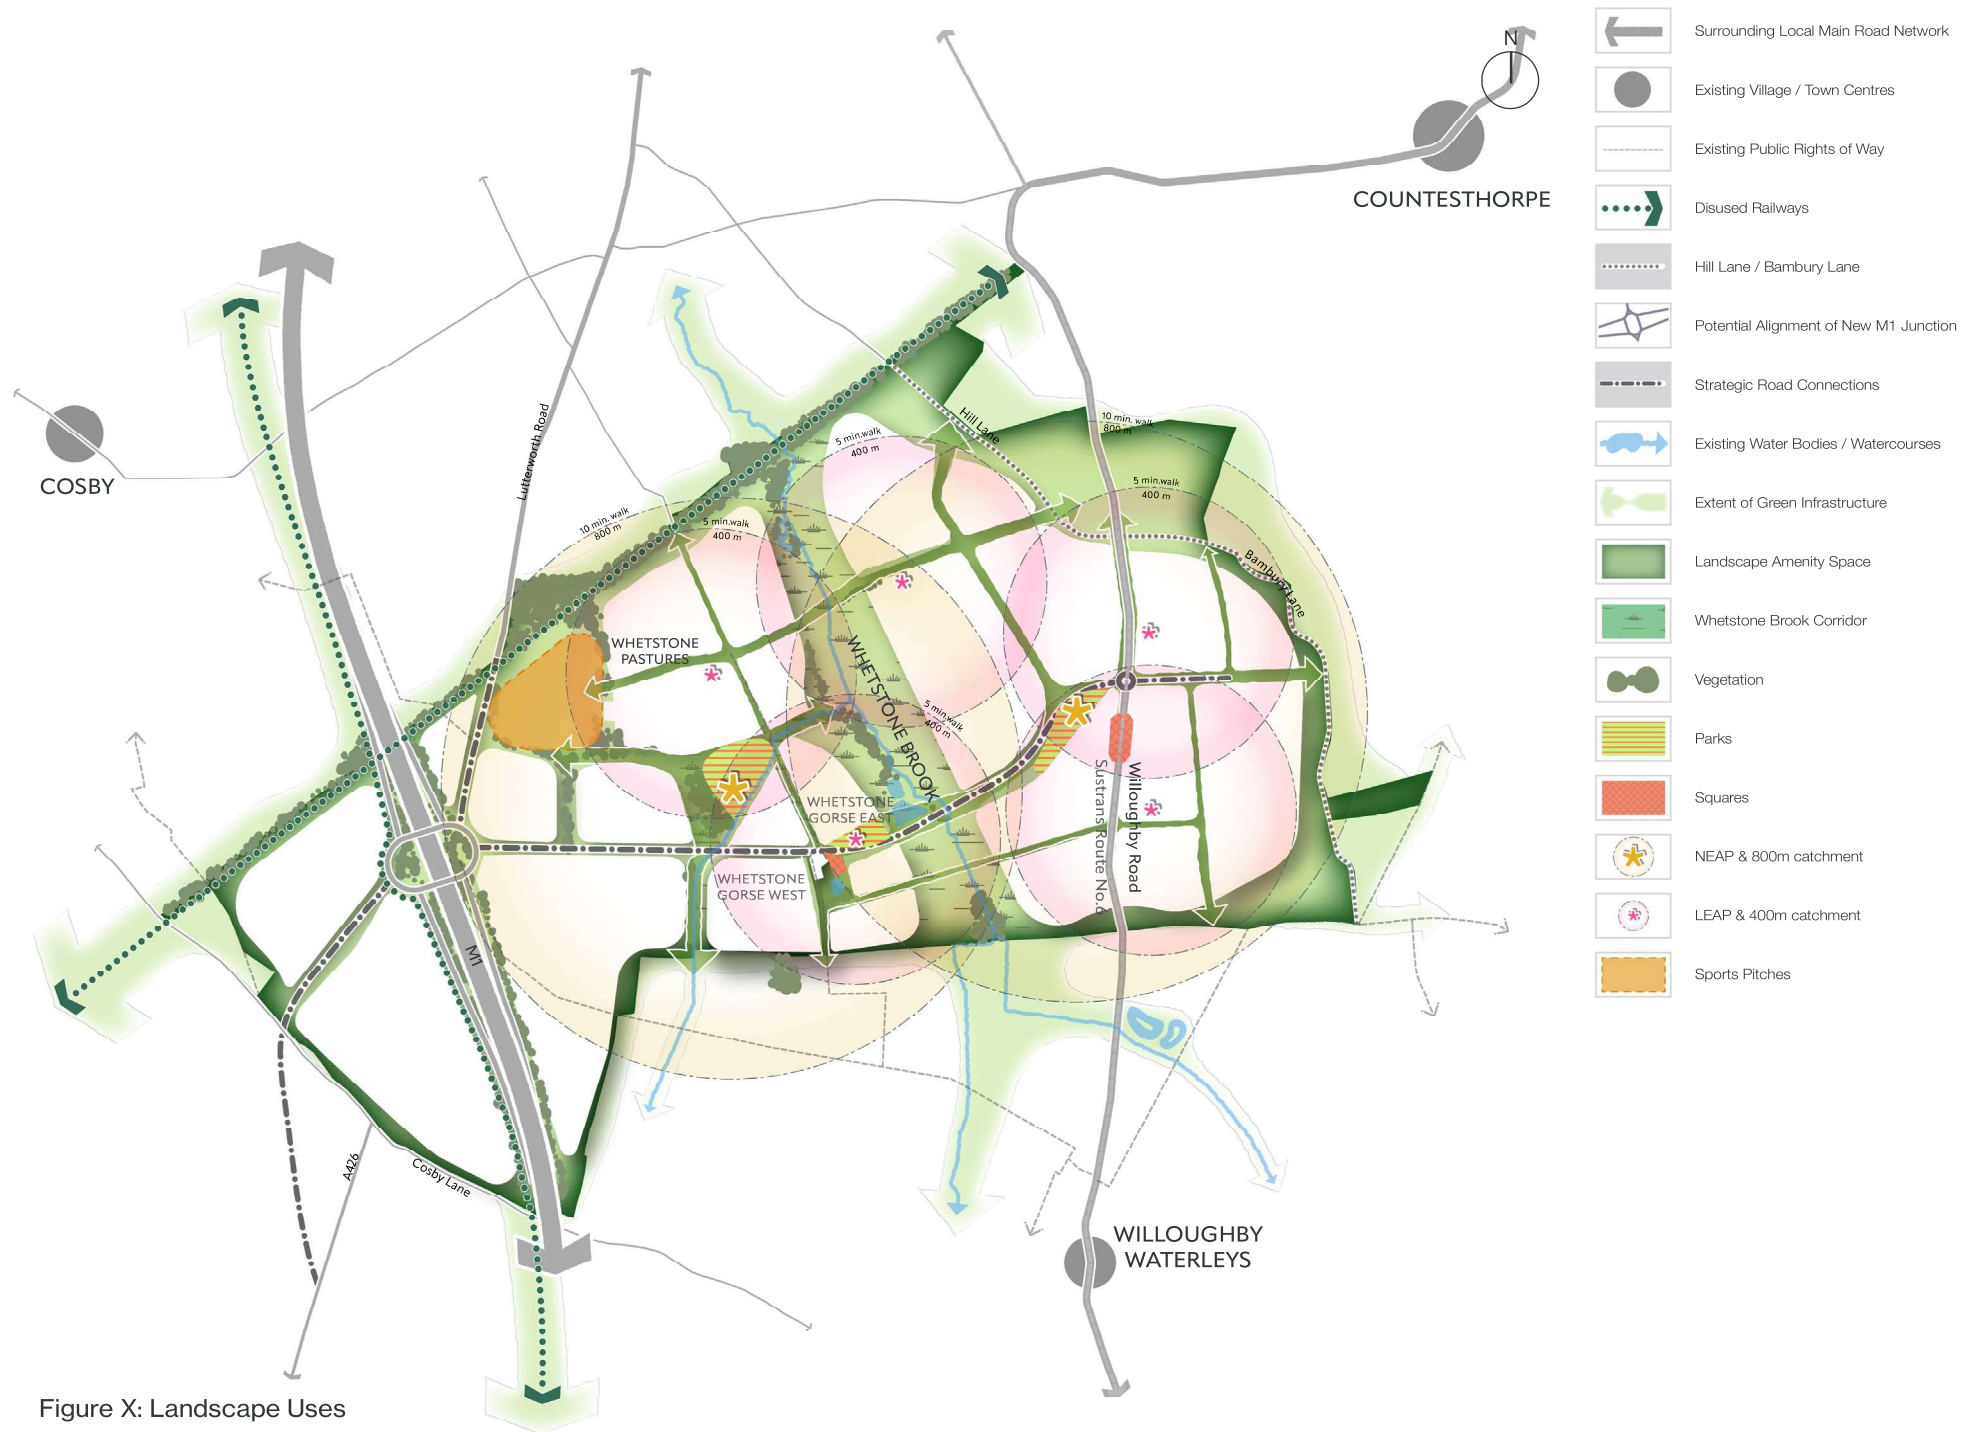 N
COUNTESTHORPE
COSBY
Lutterworth Road
Hill Lane
10 min. walk
800 m
5 min.walk
400 m
5 min.walk
400 m
10 min. walk
800 m
5 min.walk
400 m
Bambury Lane
WHETSTONE
PASTURES
WHETSTONE BROOK
5 min.walk
400 m
WHETSTONE
GORSE EAST
WHETSTONE
GORSE WEST
Willoughby Road
Sustrans Route No.6
M1
A426
Cosby Lane
WILLOUGHBY
WATERLEYS
Figure X: Landscape Uses
Surrounding Local Main Road Network
Existing Village / Town Centres
Existing Public Rights of Way
Disused Railways
Hill Lane / Bambury Lane
Potential Alignment of New M1 Junction
Strategic Road Connections
Existing Water Bodies / Watercourses
Extent of Green Infrastructure
Landscape Amenity Space
Whetstone Brook Corridor
Vegetation
Parks
Squares
NEAP & 800m catchment
LEAP & 400m catchment
Sports Pitches